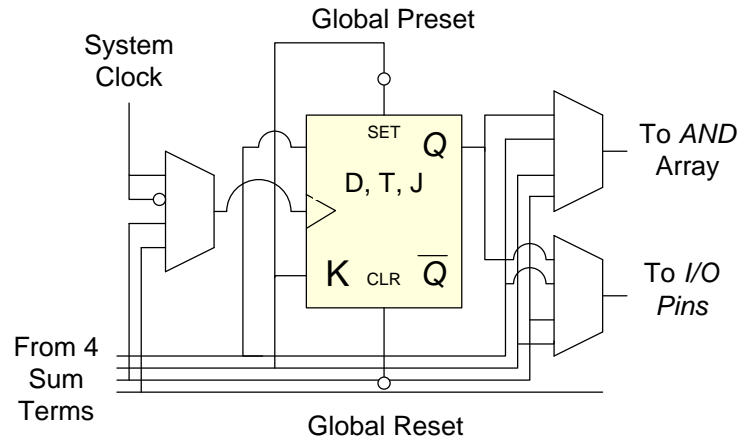 Global Preset
System
Clock
SET
Q
D, T, J
K
CLR
Q̅
To AND
Array
To I/O
Pins
From 4
Sum
Terms
Global Reset